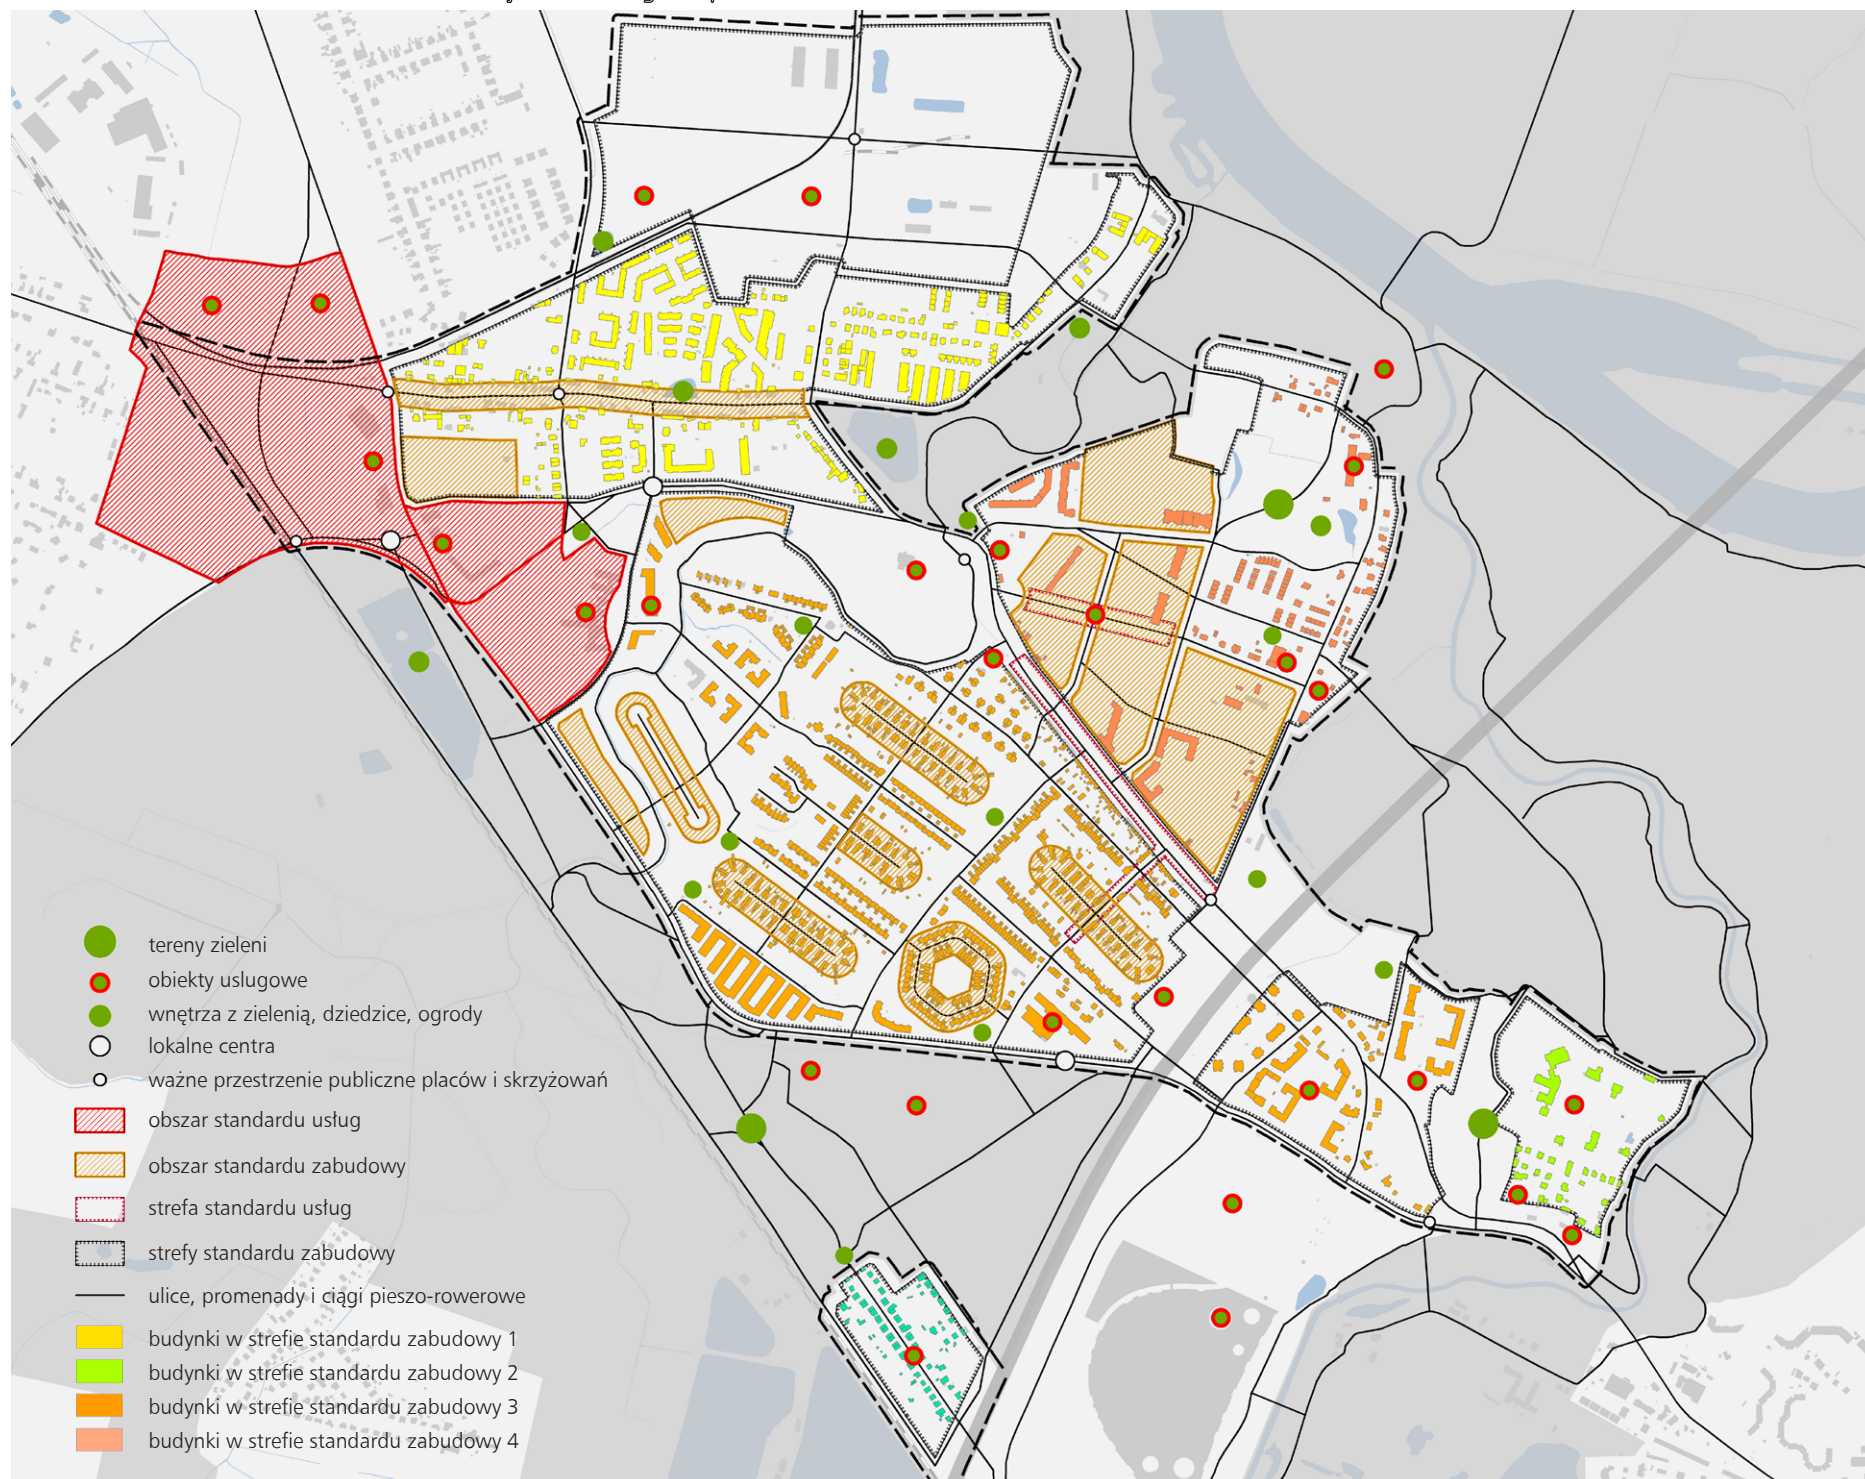 tereny zieleni
obiekty uslugowe
wnętrza z zielenią, dziedzice, ogrody
lokalne centra
ważne przestrzenie publiczne placów i skrzyżowań
obszar standardu usług
obszar standardu zabudowy
strefa standardu usług
strefy standardu zabudowy
ulice, promenady i ciągi pieszo-rowerowe
budynki w strefie standardu zabudowy 1
budynki w strefie standardu zabudowy 2
budynki w strefie standardu zabudowy 3
budynki w strefie standardu zabudowy 4